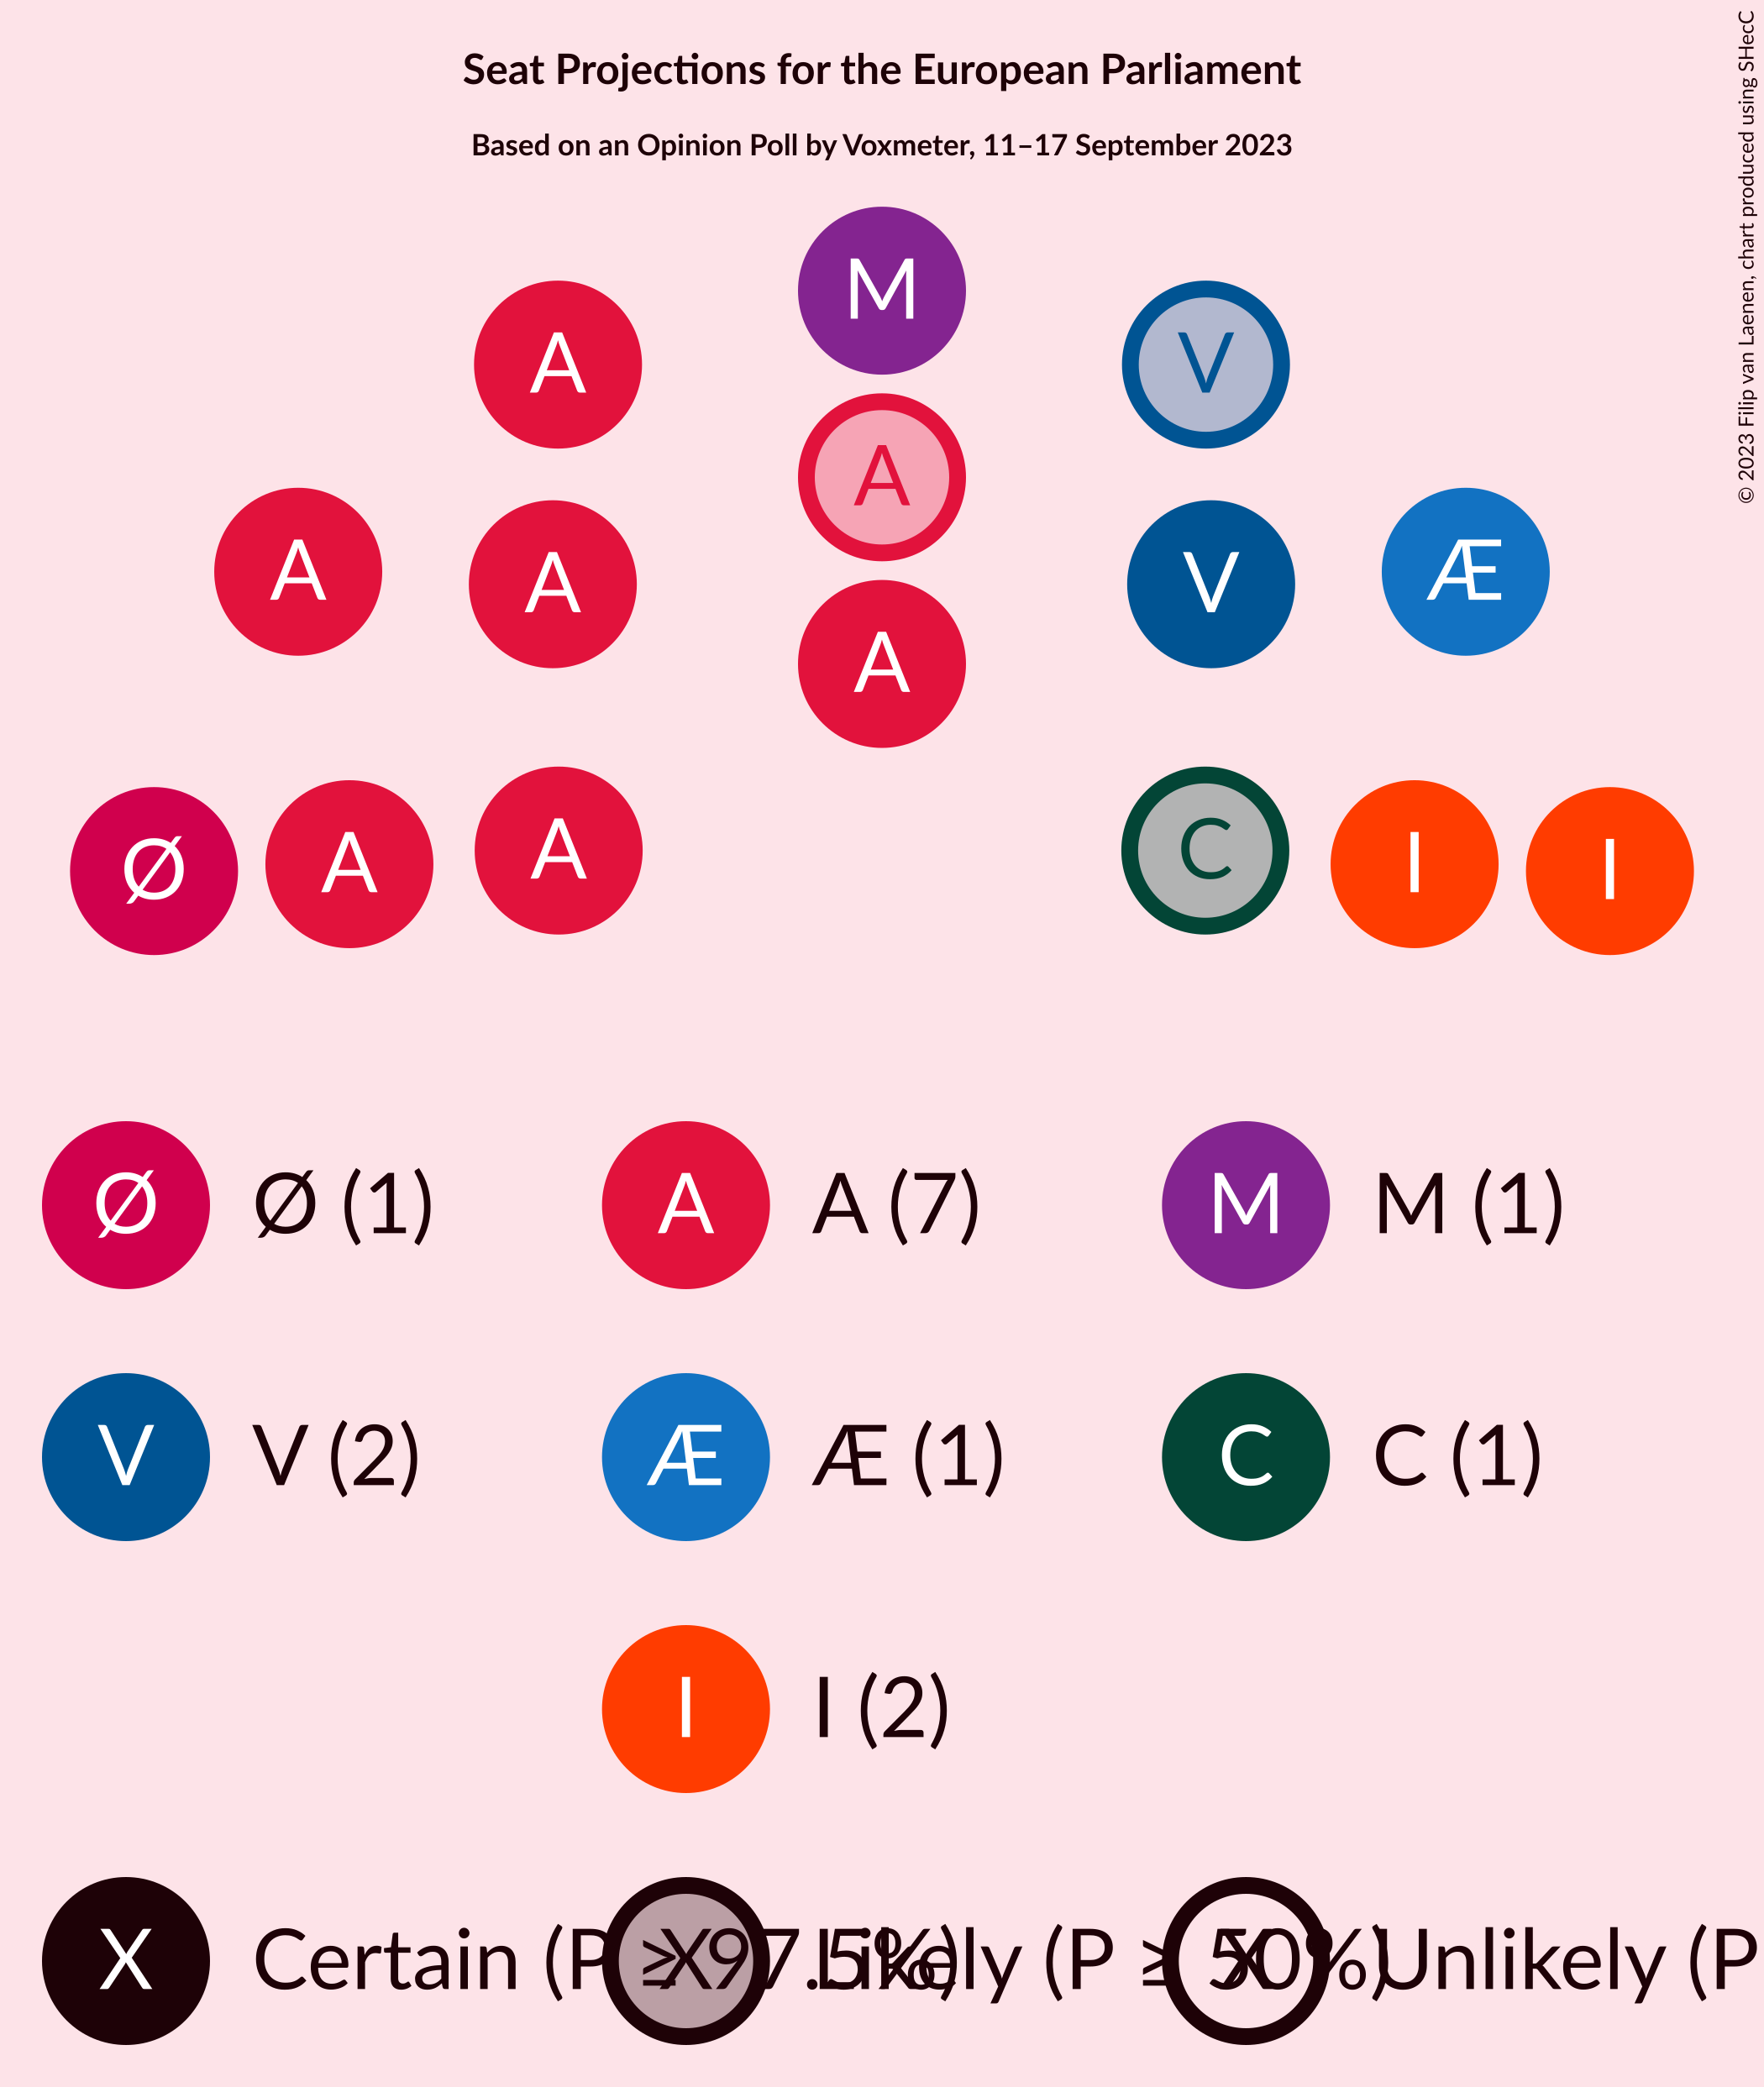 Seat Projections for the European Parliament
Based on an Opinion Poll by Voxmeter, 11–17 September 2023
© 2023 Filip van Laenen, chart produced using SHecC
M
A V
A
A A V Æ
A
Ø A A C I I
Ø Ø (1) A A (7) M M (1)
V V (2) Æ Æ (1) C C (1)
I I (2)
X Certain (P ≥ 97.5%) X Likely (P ≥ 50%) X Unlikely (P